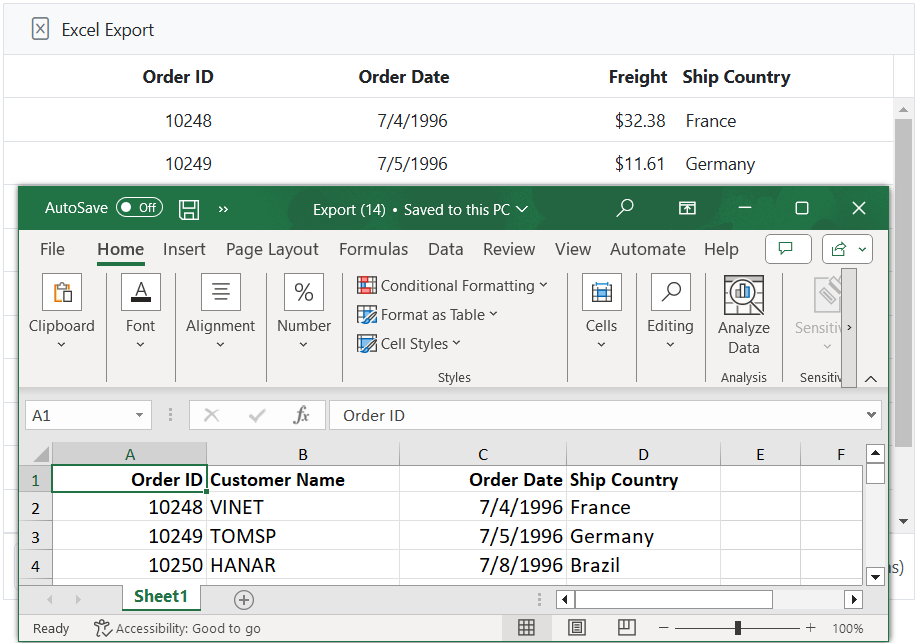 Excel Export
Order ID Order Date Freight Ship Country
10248 7/4/1996 $32.38 France
10249 7/5/1996 $11.61 Germany
AutoSave Off Export (14) • Saved to this PC
File Home Insert Page Layout Formulas Data Review View Automate Help
Clipboard
Font
Alignment
%
Number
Conditional Formatting
Format as Table
Cell Styles
Styles
Cells
Editing
Analyze
Data
Analysis
A1 fx Order ID
A B C D E F
1 Order ID Customer Name Order Date Ship Country
2 10248 VINET 7/4/1996 France
3 10249 TOMSP 7/5/1996 Germany
4 10250 HANAR 7/8/1996 Brazil
Sheet1
Ready Accessibility: Good to go 100%